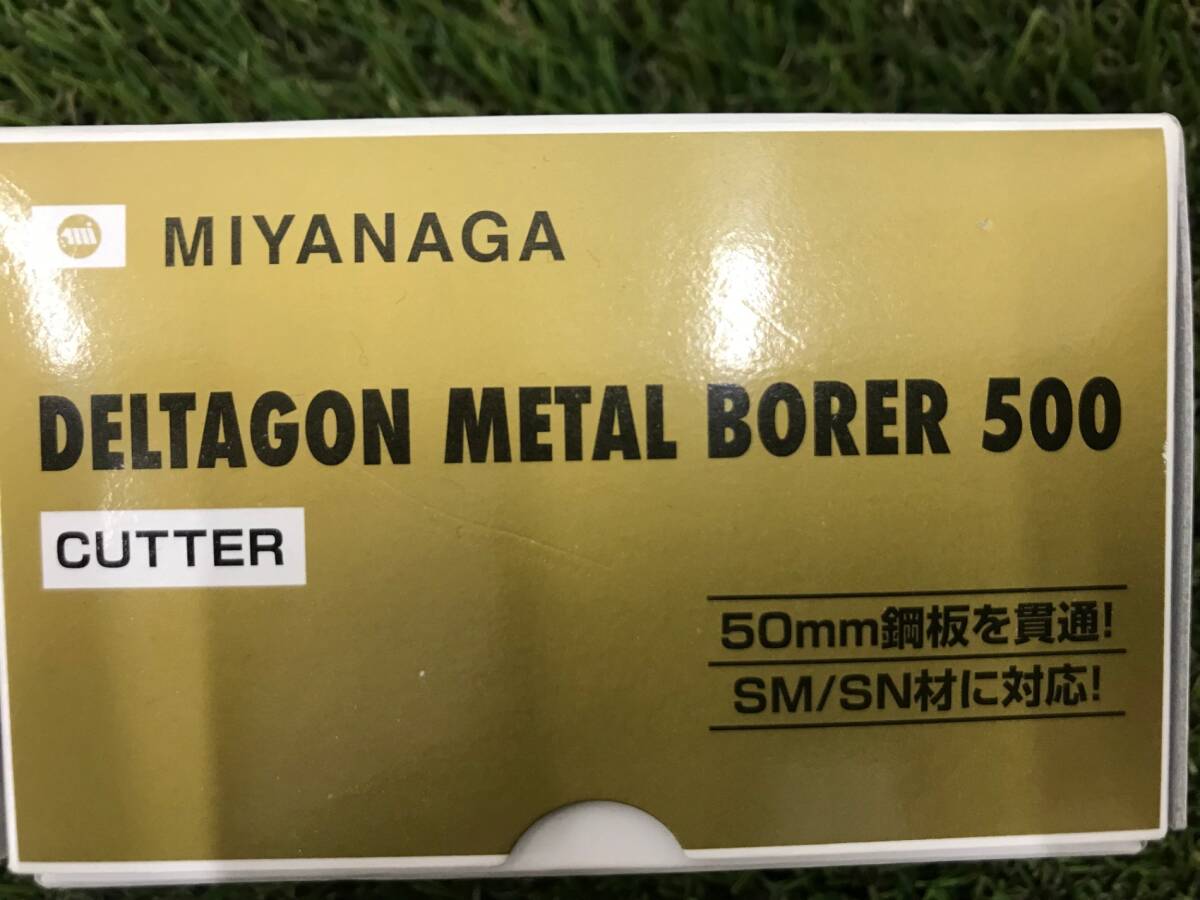 mi MIYANAGA
DELTAGON METAL BORER 500
CUTTER
50mm鋼板を貫通!
SM/SN材に対応!